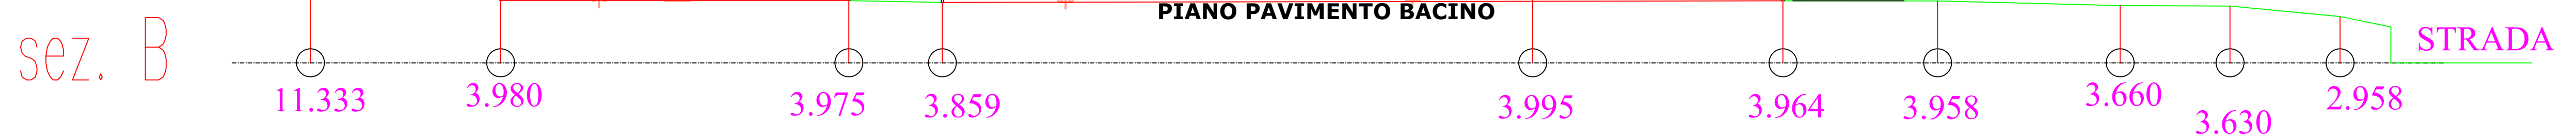 PIANO PAVIMENTO BACINO
sez. B
STRADA
11.333 3.980 3.975 3.859 3.995 3.964 3.958 3.660 3.630 2.958